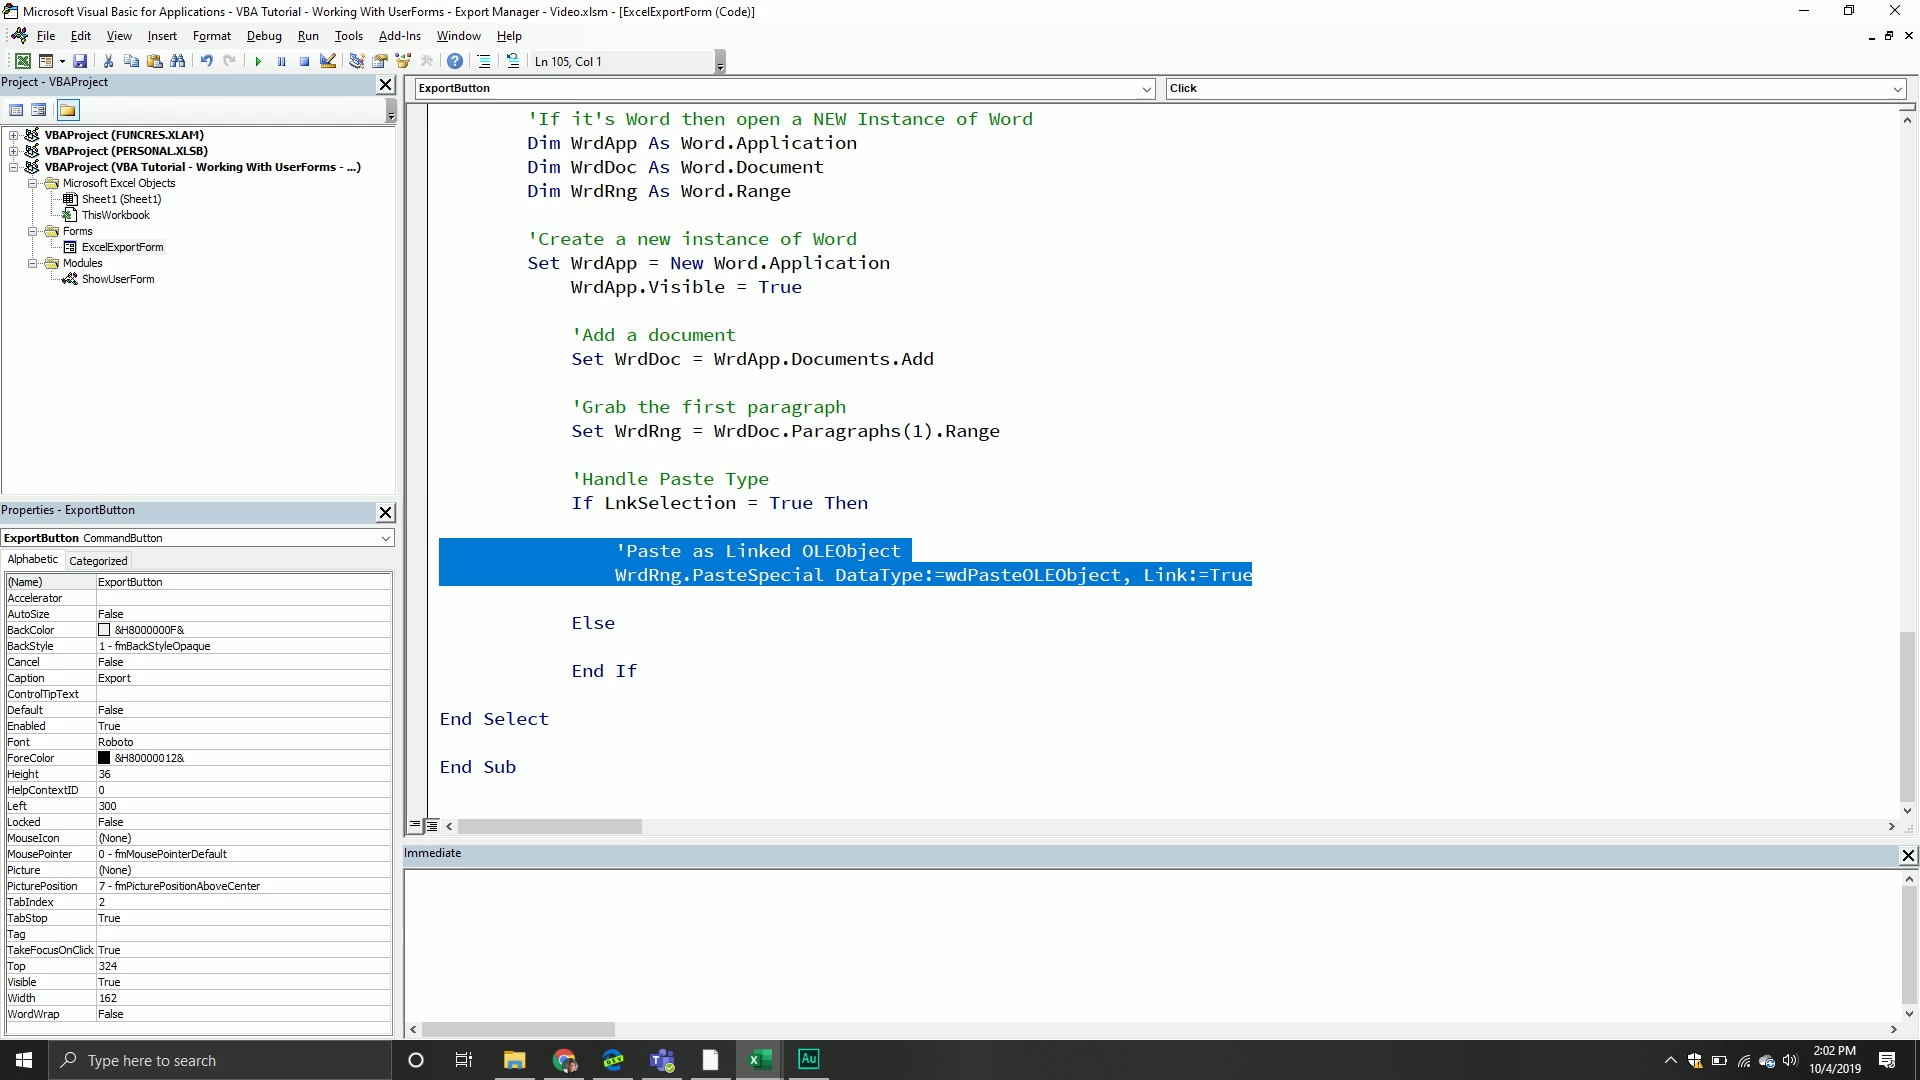 Microsoft Visual Basic for Applications - VBA Tutorial - Working With UserForms - Export Manager - Video.xlsm - [ExcelExportForm (Code)]
File Edit View Insert Format Debug Run Tools Add-Ins Window Help
Ln 105, Col 1
Project - VBAProject
VBAProject (FUNCRES.XLAM)
VBAProject (PERSONAL.XLSB)
VBAProject (VBA Tutorial - Working With UserForms - ...)
Microsoft Excel Objects
Sheet1 (Sheet1)
ThisWorkbook
Forms
ExcelExportForm
Modules
ShowUserForm
Properties - ExportButton
ExportButton CommandButton
Alphabetic Categorized
(Name) ExportButton
Accelerator
AutoSize False
BackColor &H8000000F&
BackStyle 1 - fmBackStyleOpaque
Cancel False
Caption Export
ControlTipText
Default False
Enabled True
Font Roboto
ForeColor &H80000012&
Height 36
HelpContextID 0
Left 300
Locked False
MouseIcon (None)
MousePointer 0 - fmMousePointerDefault
Picture (None)
PicturePosition 7 - fmPicturePositionAboveCenter
TabIndex 2
TabStop True
Tag
TakeFocusOnClick True
Top 324
Visible True
Width 162
WordWrap False
ExportButton Click
'If it's Word then open a NEW Instance of Word
Dim WrdApp As Word.Application
Dim WrdDoc As Word.Document
Dim WrdRng As Word.Range
'Create a new instance of Word
Set WrdApp = New Word.Application
WrdApp.Visible = True
'Add a document
Set WrdDoc = WrdApp.Documents.Add
'Grab the first paragraph
Set WrdRng = WrdDoc.Paragraphs(1).Range
'Handle Paste Type
If LnkSelection = True Then
'Paste as Linked OLEObject
WrdRng.PasteSpecial DataType:=wdPasteOLEObject, Link:=True
Else
End If
End Select
End Sub
Immediate
Type here to search
Au
2:02 PM
10/4/2019